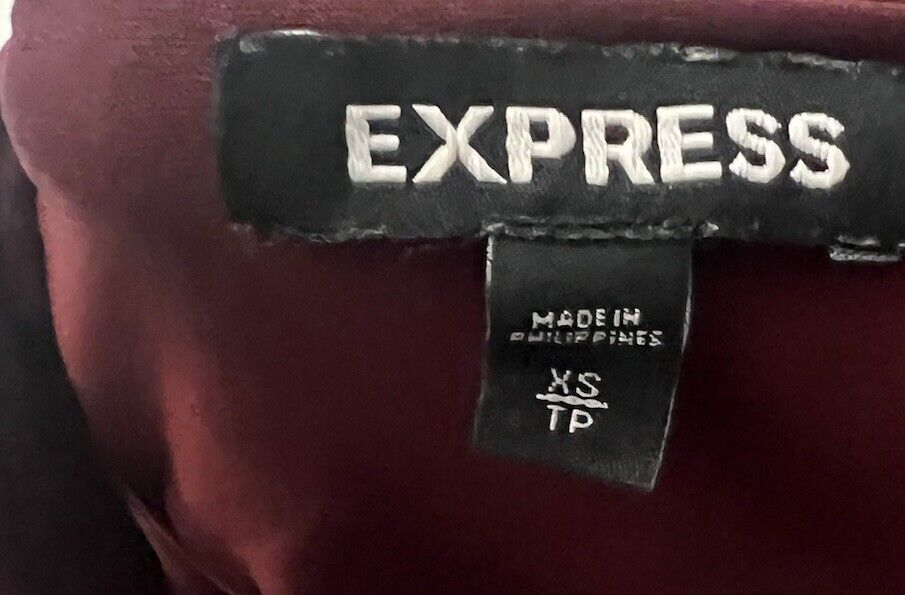 EXPRESS
MADE IN
PHILIPPINES
XS
TP